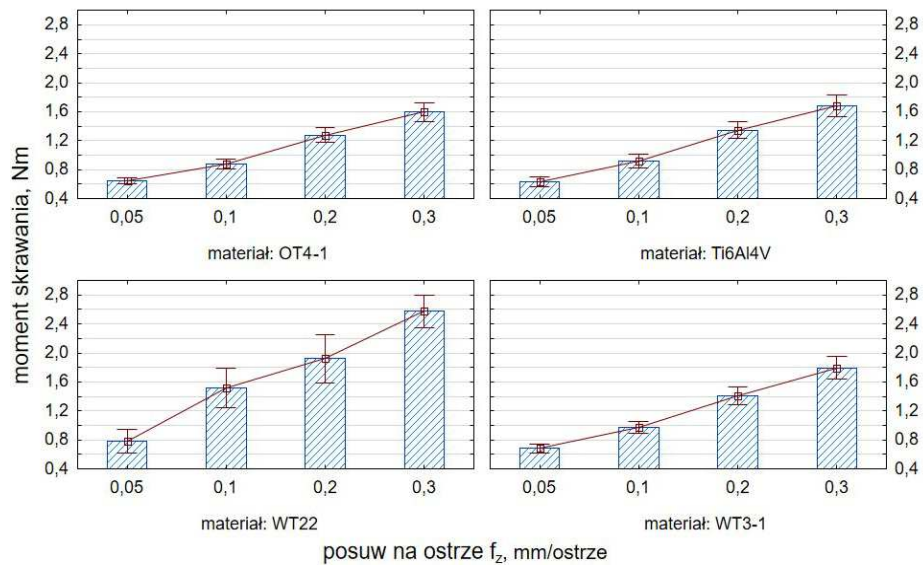 2,8 2,8
2,4 2,4
2,0 2,0
1,6 1,6
1,2 1,2
0,8 0,8
0,4 0,4
0,05 0,1 0,2 0,3 0,05 0,1 0,2 0,3
materiał: OT4-1 materiał: Ti6Al4V
moment skrawania, Nm
2,8 2,8
2,4 2,4
2,0 2,0
1,6 1,6
1,2 1,2
0,8 0,8
0,4 0,4
0,05 0,1 0,2 0,3 0,05 0,1 0,2 0,3
materiał: WT22 materiał: WT3-1
posuw na ostrze fz, mm/ostrze